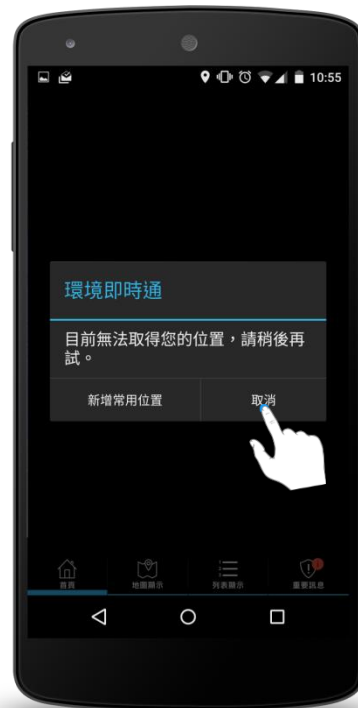 10:55
環境即時通
目前無法取得您的位置，請稍後再
試。
新增常用位置
取消
首頁
地圖顯示
列表顯示
重要訊息